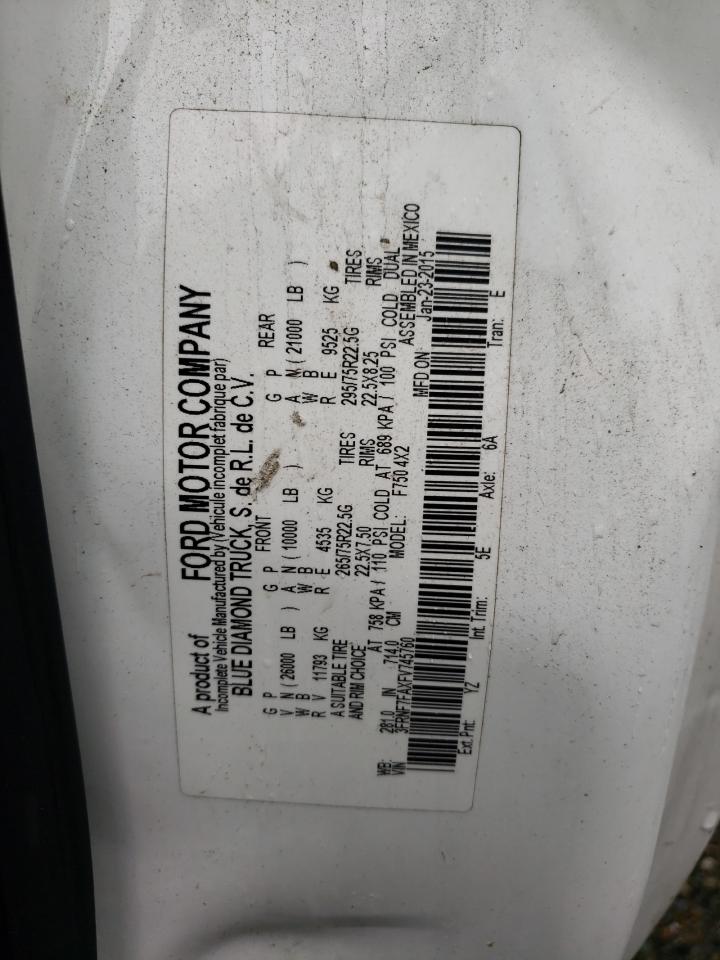 A product of FORD MOTOR COMPANY
Incomplete Vehicle Manufactured by (Vehicule incomplet fabrique par)
BLUE DIAMOND TRUCK, S. de R.L. de C.V.
G P FRONT G P REAR G P
V N (26000 LB ) A N (10000 LB ) A N (21000 LB )
W B W B W B
R V 11793 KG R E 4535 KG R E 9525 KG
A SUITABLE TIRE 265/75R22.5G TIRES 295/75R22.5G TIRES
AND RIM CHOICE 22.5X7.50 RIMS 22.5X8.25 RIMS
AT 758 KPA / 110 PSI COLD AT 689 KPA / 100 PSI COLD DUAL
WB: 281.0 IN 714.0 CM MODEL: F750 4X2 ASSEMBLED IN MEXICO
VIN 3FRNF7FAXFV745760 MFD ON Jan-23-2015
Ext. Pnt: YZ Int. Trim: 5E Axle: 6A Tran: E